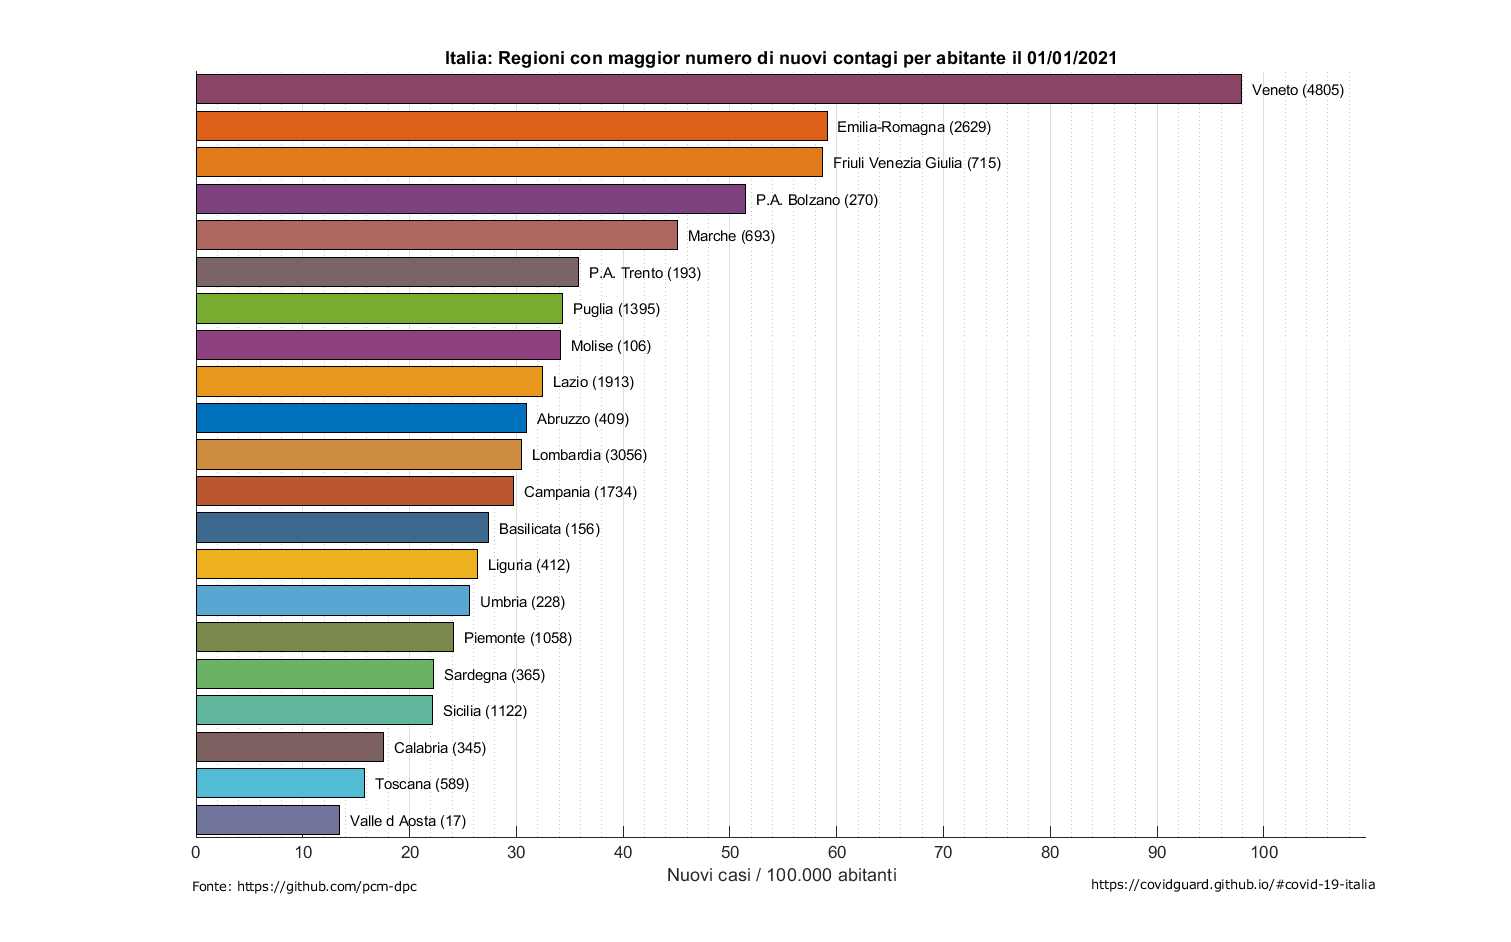 Italia: Regioni con maggior numero di nuovi contagi per abitante il 01/01/2021
Veneto (4805)
Emilia-Romagna (2629)
Friuli Venezia Giulia (715)
P.A. Bolzano (270)
Marche (693)
P.A. Trento (193)
Puglia (1395)
Molise (106)
Lazio (1913)
Abruzzo (409)
Lombardia (3056)
Campania (1734)
Basilicata (156)
Liguria (412)
Umbria (228)
Piemonte (1058)
Sardegna (365)
Sicilia (1122)
Calabria (345)
Toscana (589)
Valle d Aosta (17)
0 10 20 30 40 50 60 70 80 90 100
Nuovi casi / 100.000 abitanti
Fonte: https://github.com/pcm-dpc
https://covidguard.github.io/#covid-19-italia